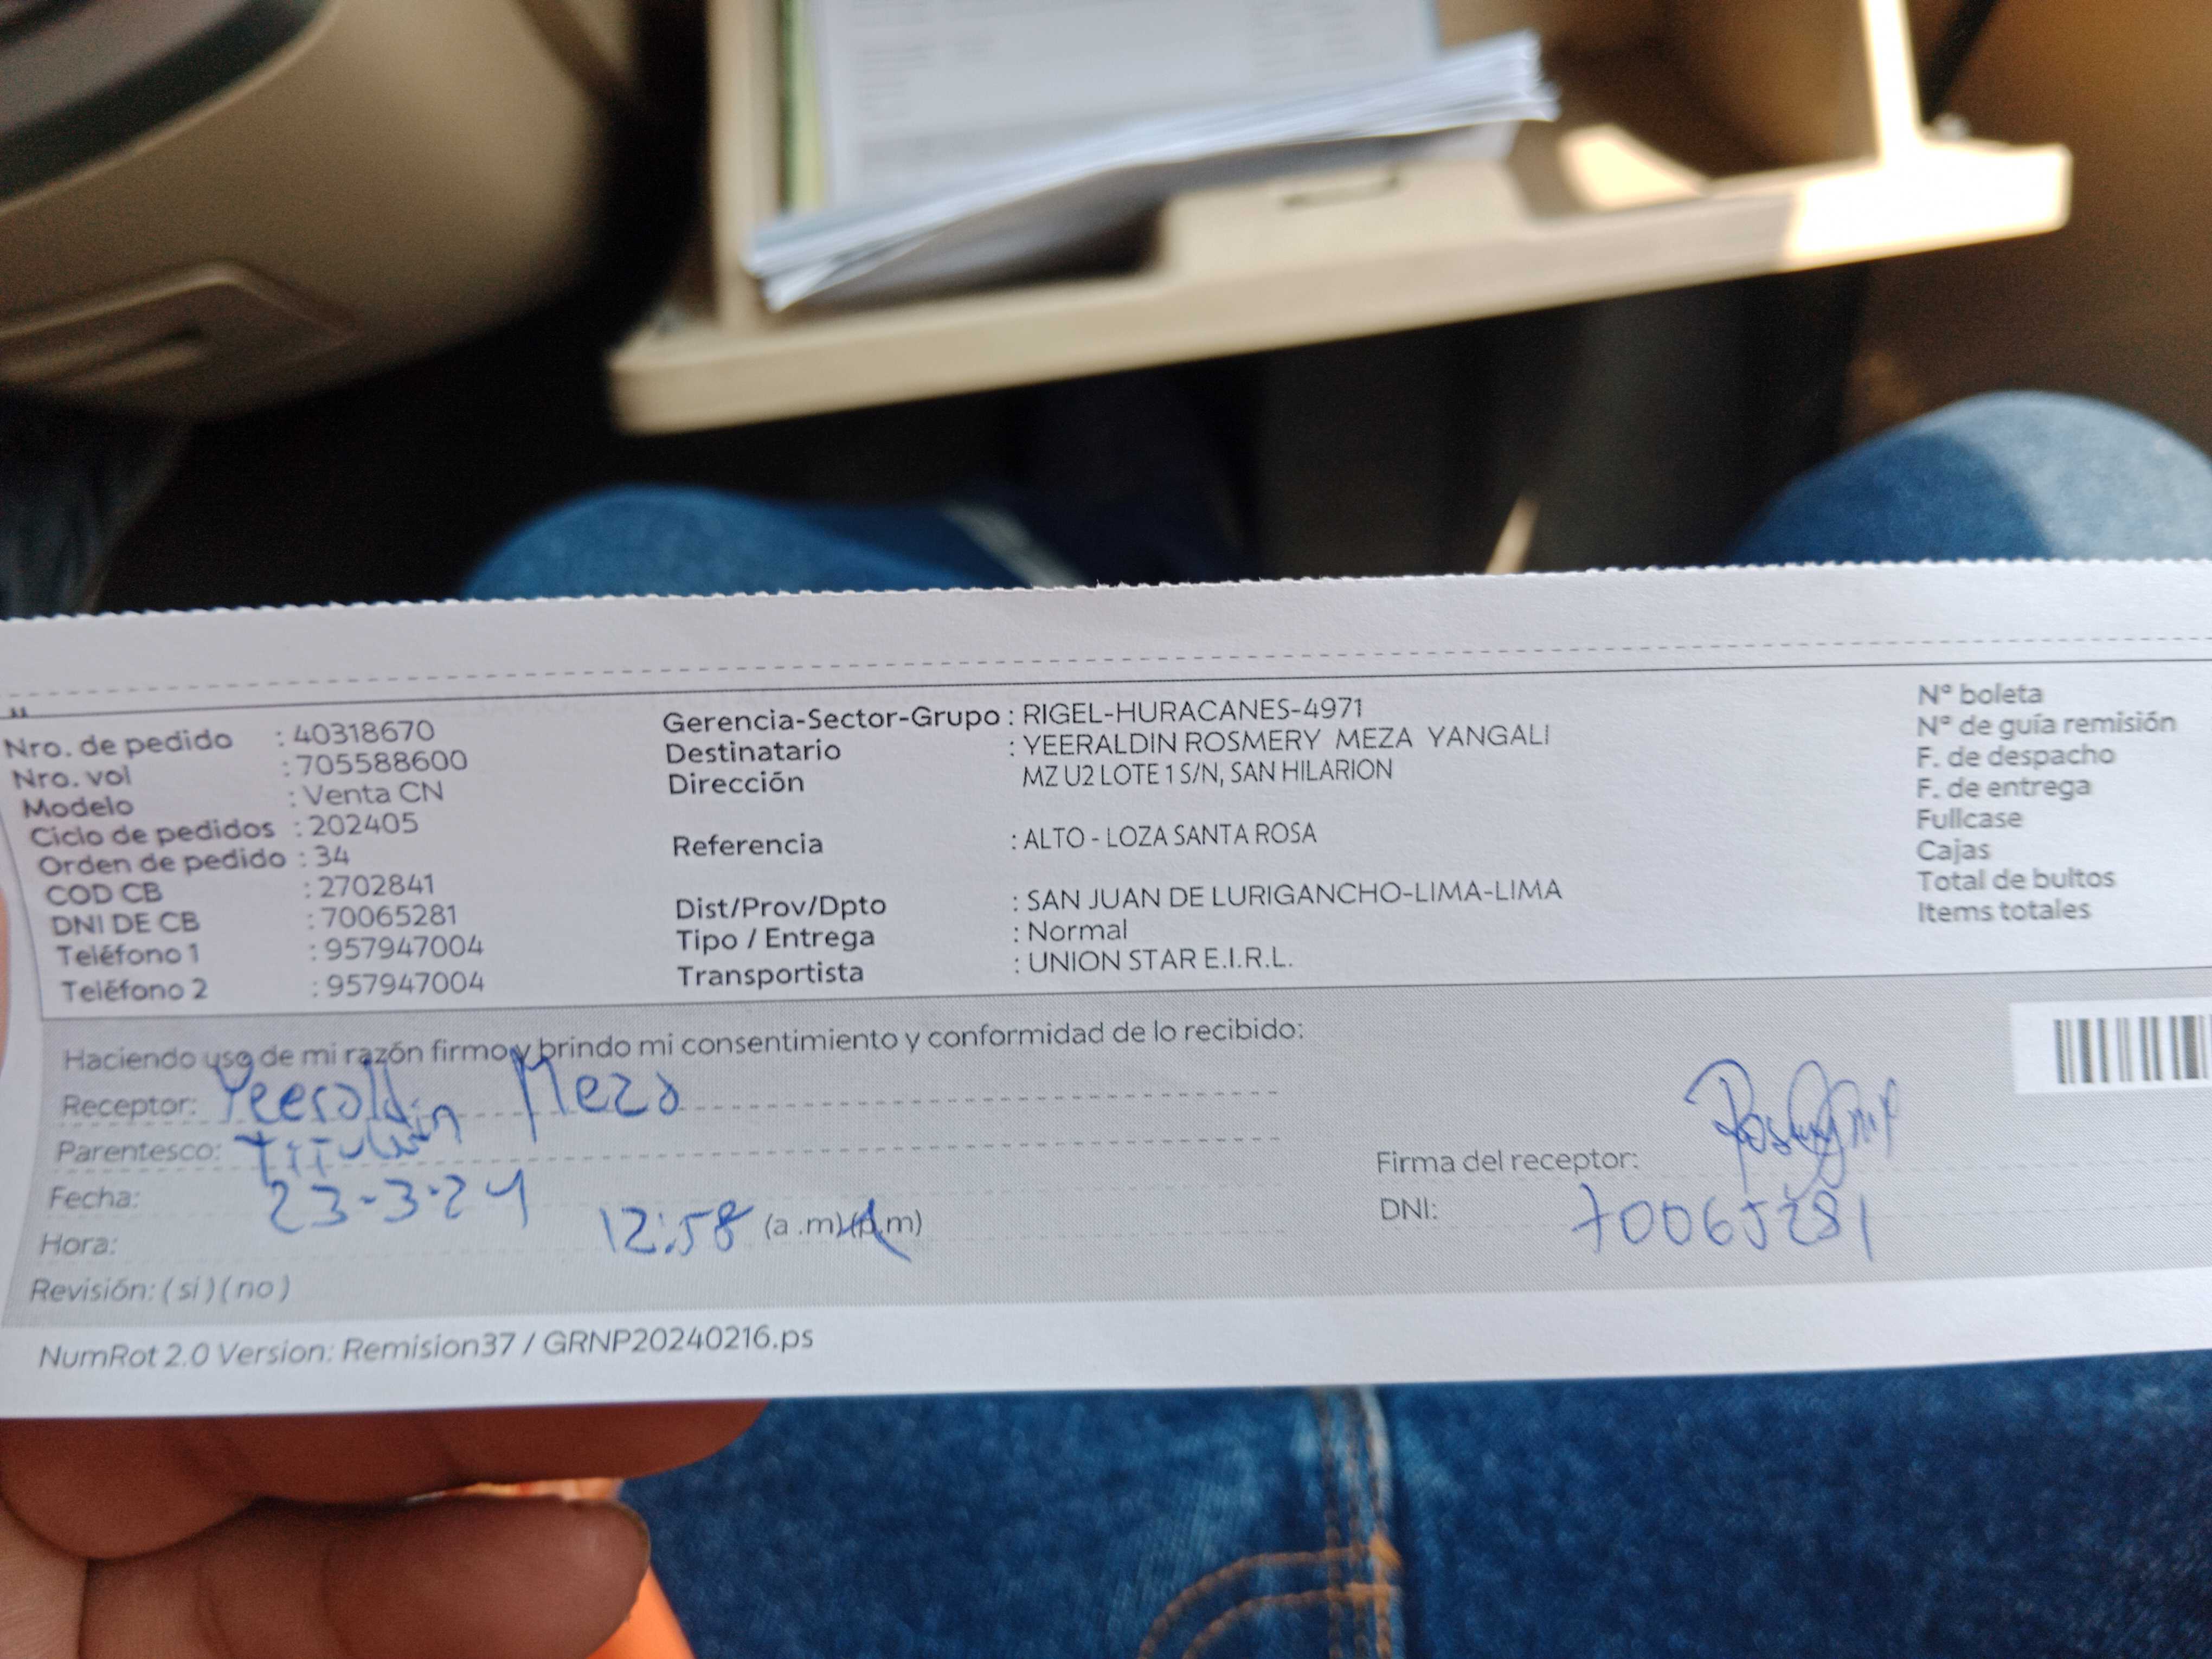 Nro. de pedido : 40318670
Nro. vol : 705588600
Modelo : Venta CN
Ciclo de pedidos : 202405
Orden de pedido : 34
COD CB : 2702841
DNI DE CB : 70065281
Teléfono 1 : 957947004
Teléfono 2 : 957947004
Gerencia-Sector-Grupo : RIGEL-HURACANES-4971
Destinatario : YEERALDIN ROSMERY MEZA YANGALI
Dirección MZ U2 LOTE 1 S/N, SAN HILARION
Referencia : ALTO - LOZA SANTA ROSA
Dist/Prov/Dpto : SAN JUAN DE LURIGANCHO-LIMA-LIMA
Tipo / Entrega : Normal
Transportista : UNION STAR E.I.R.L.
N° boleta
N° de guía remisión
F. de despacho
F. de entrega
Fullcase
Cajas
Total de bultos
Items totales
Haciendo uso de mi razón firmo y brindo mi consentimiento y conformidad de lo recibido:
Receptor: Yeeraldin Meza
Parentesco: Titular
Fecha: 23-3-24
Hora: 12:58 (a .m) (p.m)
Revisión: ( si ) ( no )
Firma del receptor:
DNI: 70065281
NumRot 2.0 Version: Remision37 / GRNP20240216.ps